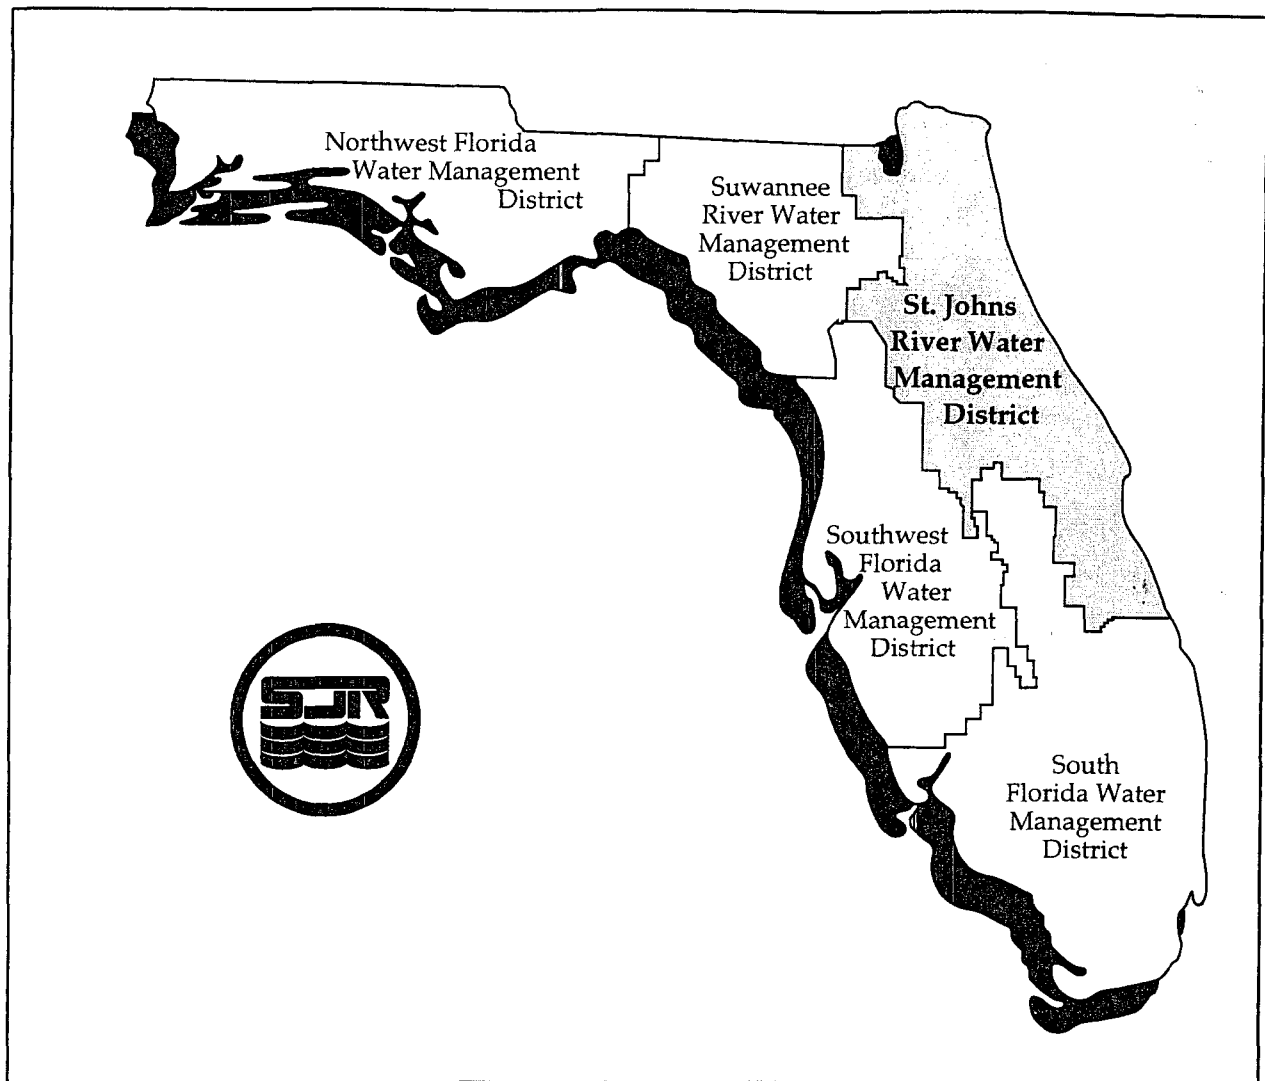 Northwest Florida
Water Management
District
Suwannee
River Water
Management
District
St. Johns
River Water
Management
District
Southwest
Florida
Water
Management
District
SJR
South
Florida Water
Management
District